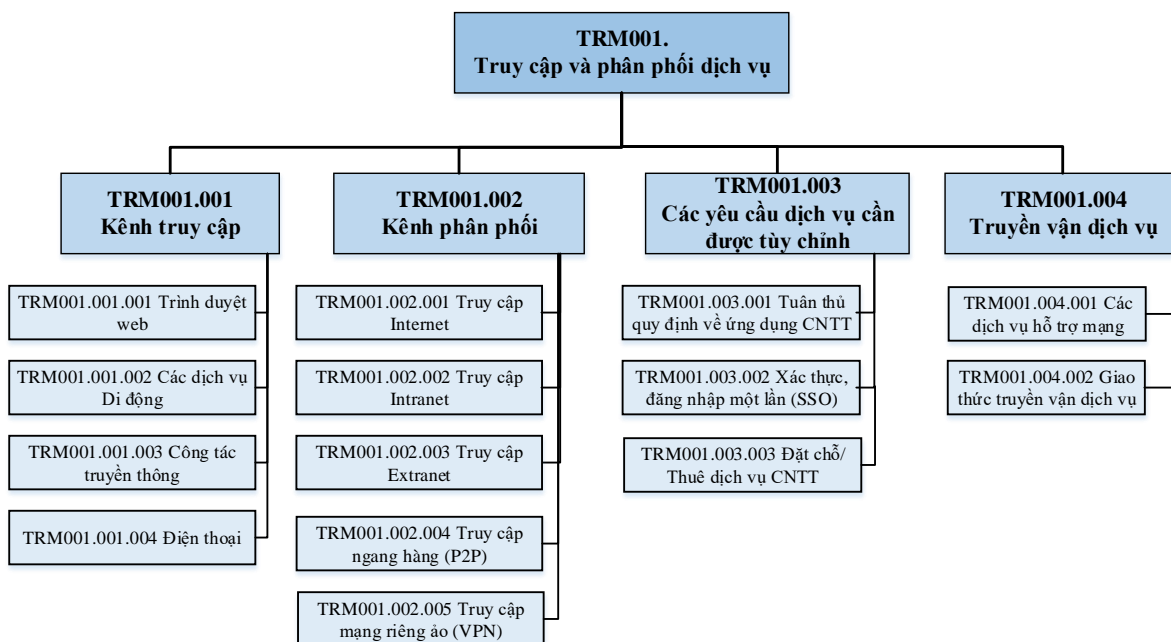 TRM001.
Truy cập và phân phối dịch vụ
TRM001.001
Kênh truy cập
TRM001.002
Kênh phân phối
TRM001.003
Các yêu cầu dịch vụ cần
được tùy chỉnh
TRM001.004
Truyền vận dịch vụ
TRM001.001.001 Trình duyệt
web
TRM001.001.002 Các dịch vụ
Di động
TRM001.001.003 Công tác
truyền thông
TRM001.001.004 Điện thoại
TRM001.002.001 Truy cập
Internet
TRM001.002.002 Truy cập
Intranet
TRM001.002.003 Truy cập
Extranet
TRM001.002.004 Truy cập
ngang hàng (P2P)
TRM001.002.005 Truy cập
mạng riêng ảo (VPN)
TRM001.003.001 Tuân thủ
quy định về ứng dụng CNTT
TRM001.003.002 Xác thực,
đăng nhập một lần (SSO)
TRM001.003.003 Đặt chỗ/
Thuê dịch vụ CNTT
TRM001.004.001 Các
dịch vụ hỗ trợ mạng
TRM001.004.002 Giao
thức truyền vận dịch vụ